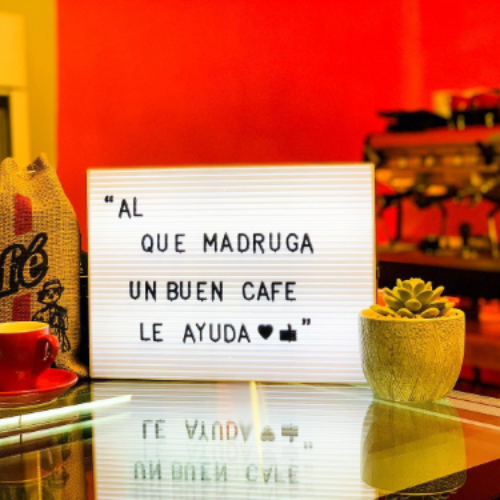 "AL
QUE MADRUGA
UN BUEN CAFE
LE AYUDA ♥👍"